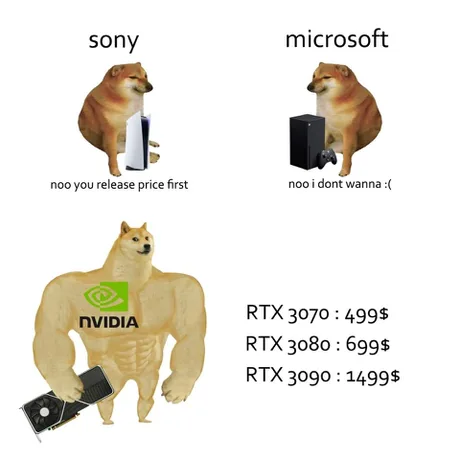 sony
microsoft
noo you release price first
noo i dont wanna :(
NVIDIA
RTX 3070 : 499$
RTX 3080 : 699$
RTX 3090 : 1499$